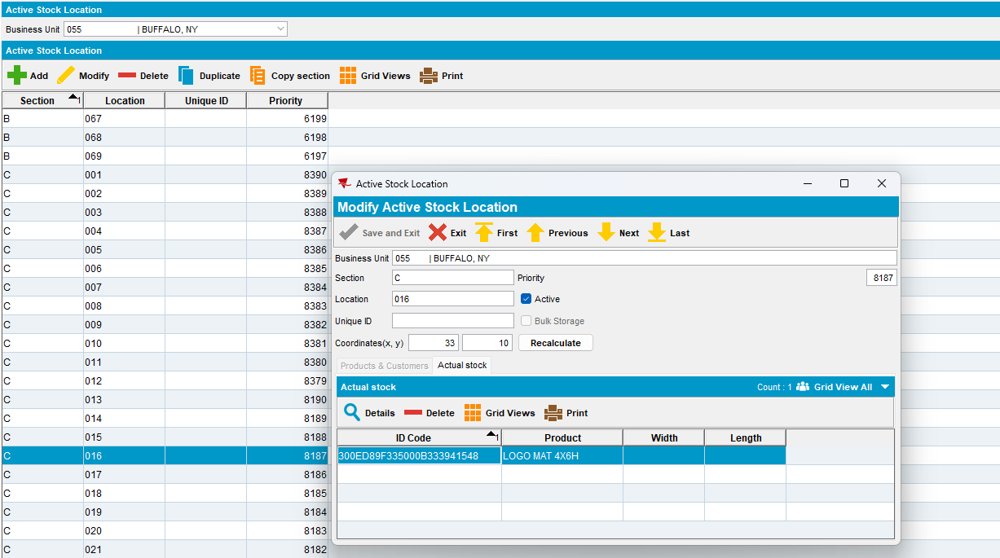 Active Stock Location
Business Unit 055 | BUFFALO, NY
Active Stock Location
Add Modify Delete Duplicate Copy section Grid Views Print
Section 1 Location Unique ID Priority
B 067 6199
B 068 6198
B 069 6197
C 001 8390
C 002 8389
C 003 8388
C 004 8387
C 005 8386
C 006 8385
C 007 8384
C 008 8383
C 009 8382
C 010 8381
C 011 8380
C 012 8379
C 013 8190
C 014 8189
C 015 8188
C 016 8187
C 017 8186
C 018 8185
C 019 8184
C 020 8183
C 021 8182
Active Stock Location
Modify Active Stock Location
Save and Exit Exit First Previous Next Last
Business Unit 055 | BUFFALO, NY
Section C Priority 8187
Location 016 Active
Unique ID Bulk Storage
Coordinates(x, y) 33 10 Recalculate
Products & Customers Actual stock
Actual stock Count : 1 Grid View All
Details Delete Grid Views Print
ID Code 1 Product Width Length
300ED89F335000B333941548 LOGO MAT 4X6H